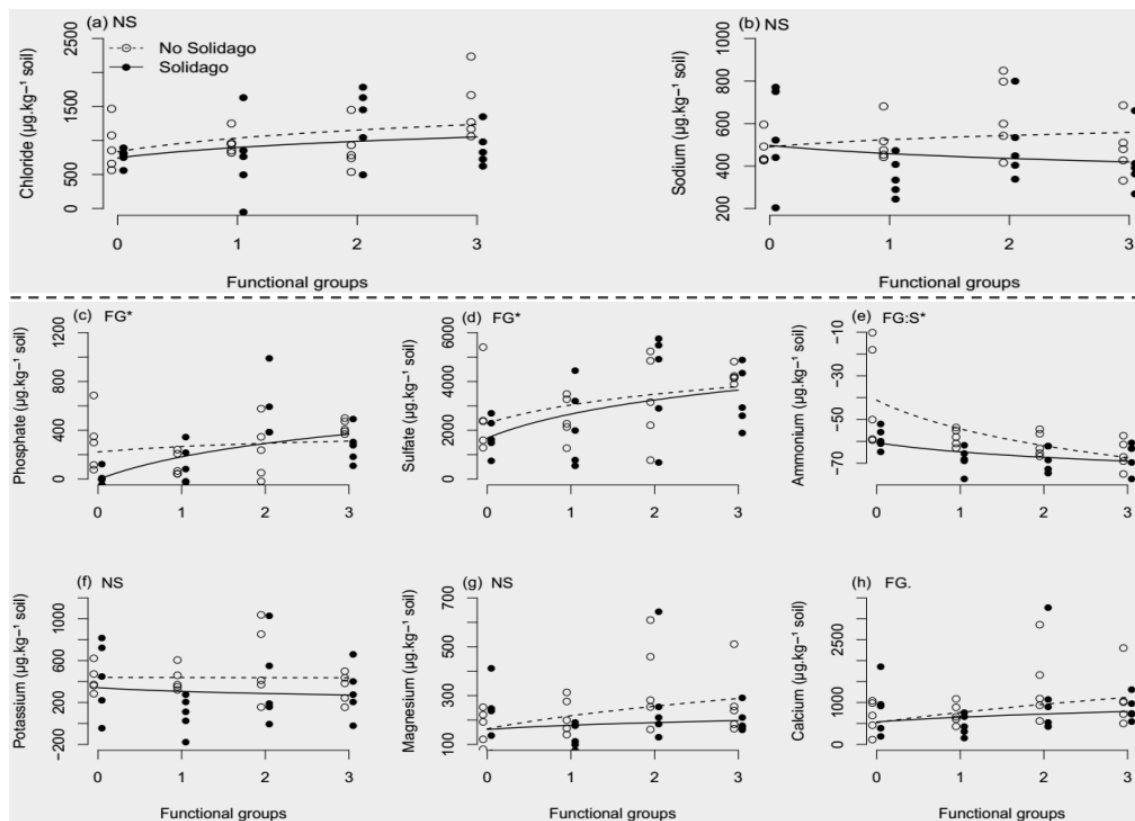 (a) NS
Chloride (µg.kg⁻¹ soil)
2500
1500
500
0
No Solidago
Solidago
0 1 2 3
Functional groups
(b) NS
Sodium (µg.kg⁻¹ soil)
1000
800
600
400
200
0 1 2 3
Functional groups
(c) FG*
Phosphate (µg.kg⁻¹ soil)
1200
800
400
0
0 1 2 3
(d) FG*
Sulfate (µg.kg⁻¹ soil)
6000
4000
2000
0
0 1 2 3
(e) FG:S*
Ammonium (µg.kg⁻¹ soil)
−10
−30
−50
−70
0 1 2 3
(f) NS
Potassium (µg.kg⁻¹ soil)
1000
600
200
−200
0 1 2 3
Functional groups
(g) NS
Magnesium (µg.kg⁻¹ soil)
700
500
300
100
0 1 2 3
Functional groups
(h) FG.
Calcium (µg.kg⁻¹ soil)
2500
1000
0
0 1 2 3
Functional groups